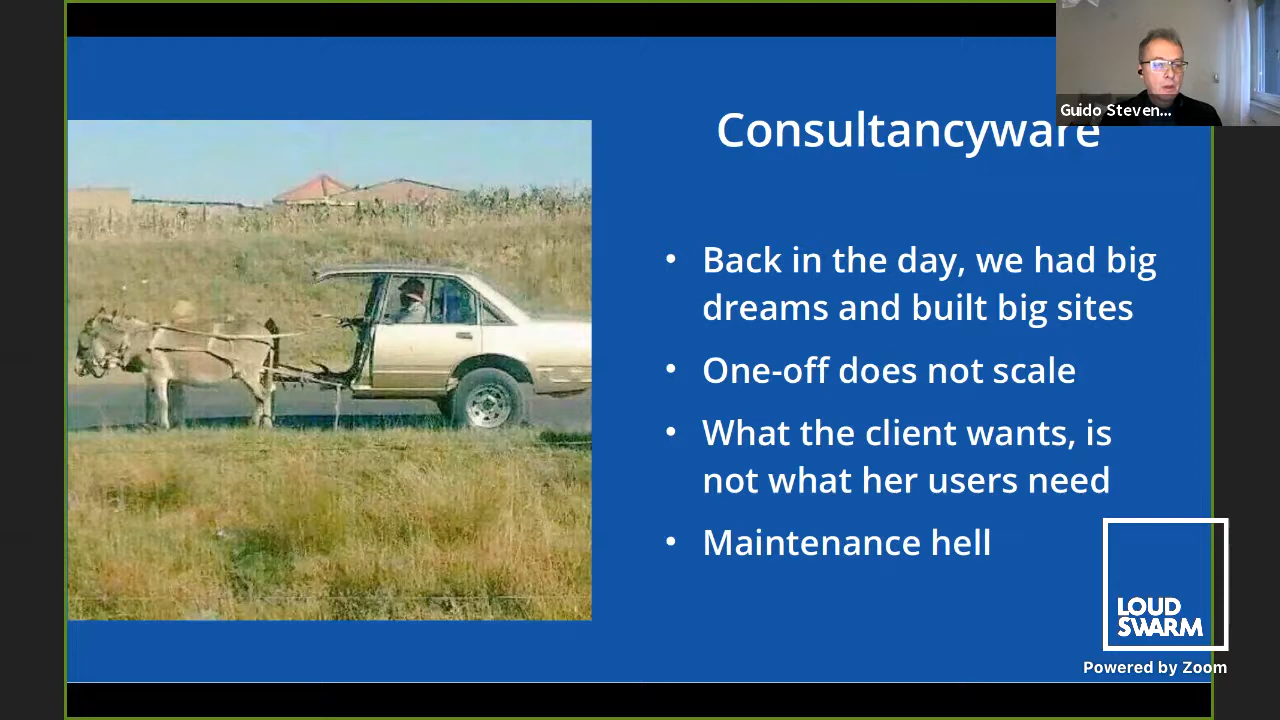 Guido Steven...
Consultancyware
• Back in the day, we had big
dreams and built big sites
• One-off does not scale
• What the client wants, is
not what her users need
• Maintenance hell
LOUD
SWARM
Powered by Zoom